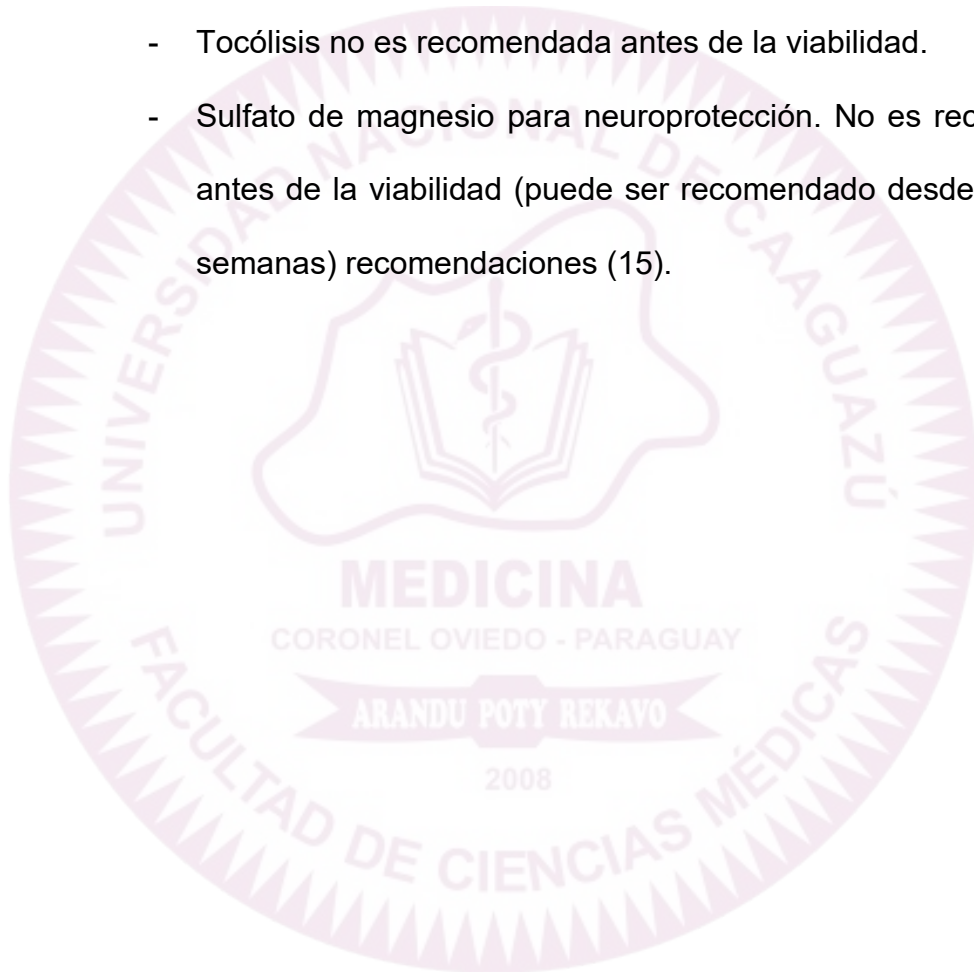 - Tocólisis no es recomendada antes de la viabilidad.
- Sulfato de magnesio para neuroprotección. No es rec
antes de la viabilidad (puede ser recomendado desde
semanas) recomendaciones (15).
UNIVERSIDAD NACIONAL DE CAAGUAZÚ
MEDICINA
CORONEL OVIEDO - PARAGUAY
ARANDU POTY REKAVO
2008
FACULTAD DE CIENCIAS MÉDICAS